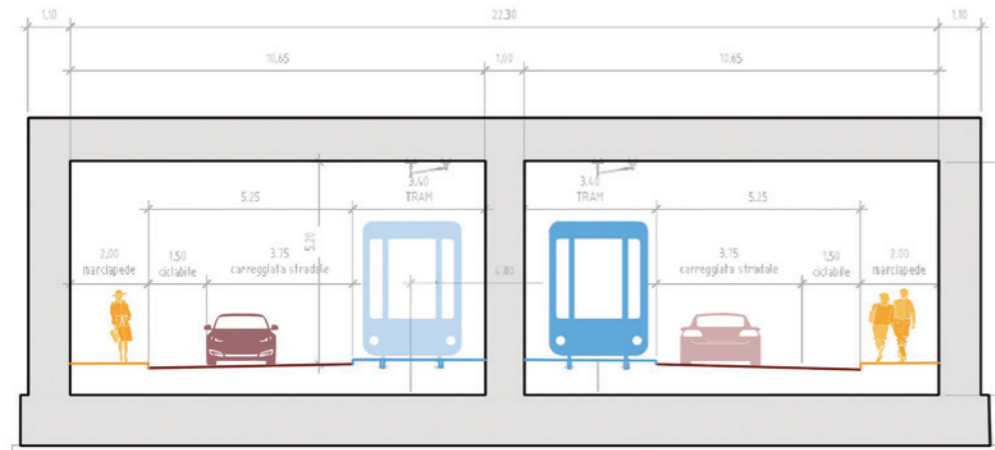 1,10
22,30
1,10
10,65
1,00
10,65
3,40
TRAM
3,40
TRAM
5,25
5,25
5,20
2,00
marciapede
1,50
ciclabile
3,75
carreggiata stradale
4,80
3,75
carreggiata stradale
1,50
ciclabile
2,00
marciapede